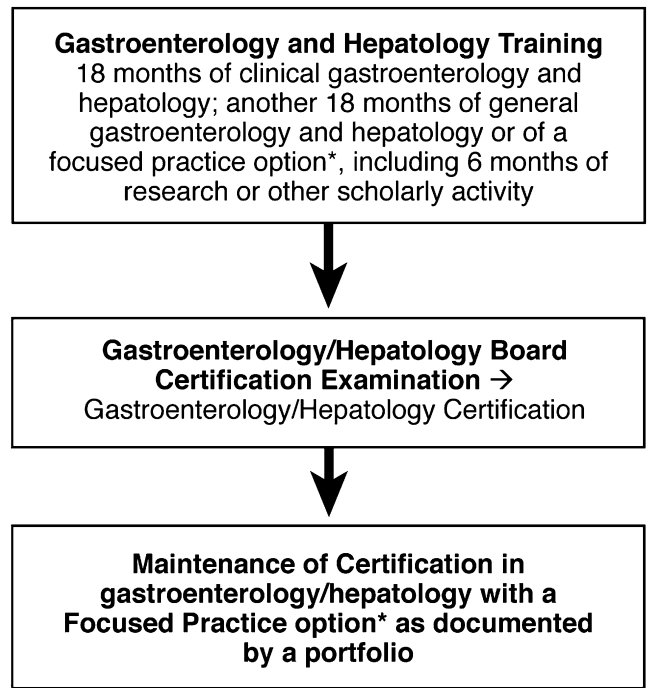 Gastroenterology and Hepatology Training
18 months of clinical gastroenterology and
hepatology; another 18 months of general
gastroenterology and hepatology or of a
focused practice option*, including 6 months of
research or other scholarly activity
Gastroenterology/Hepatology Board
Certification Examination →
Gastroenterology/Hepatology Certification
Maintenance of Certification in
gastroenterology/hepatology with a
Focused Practice option* as documented
by a portfolio